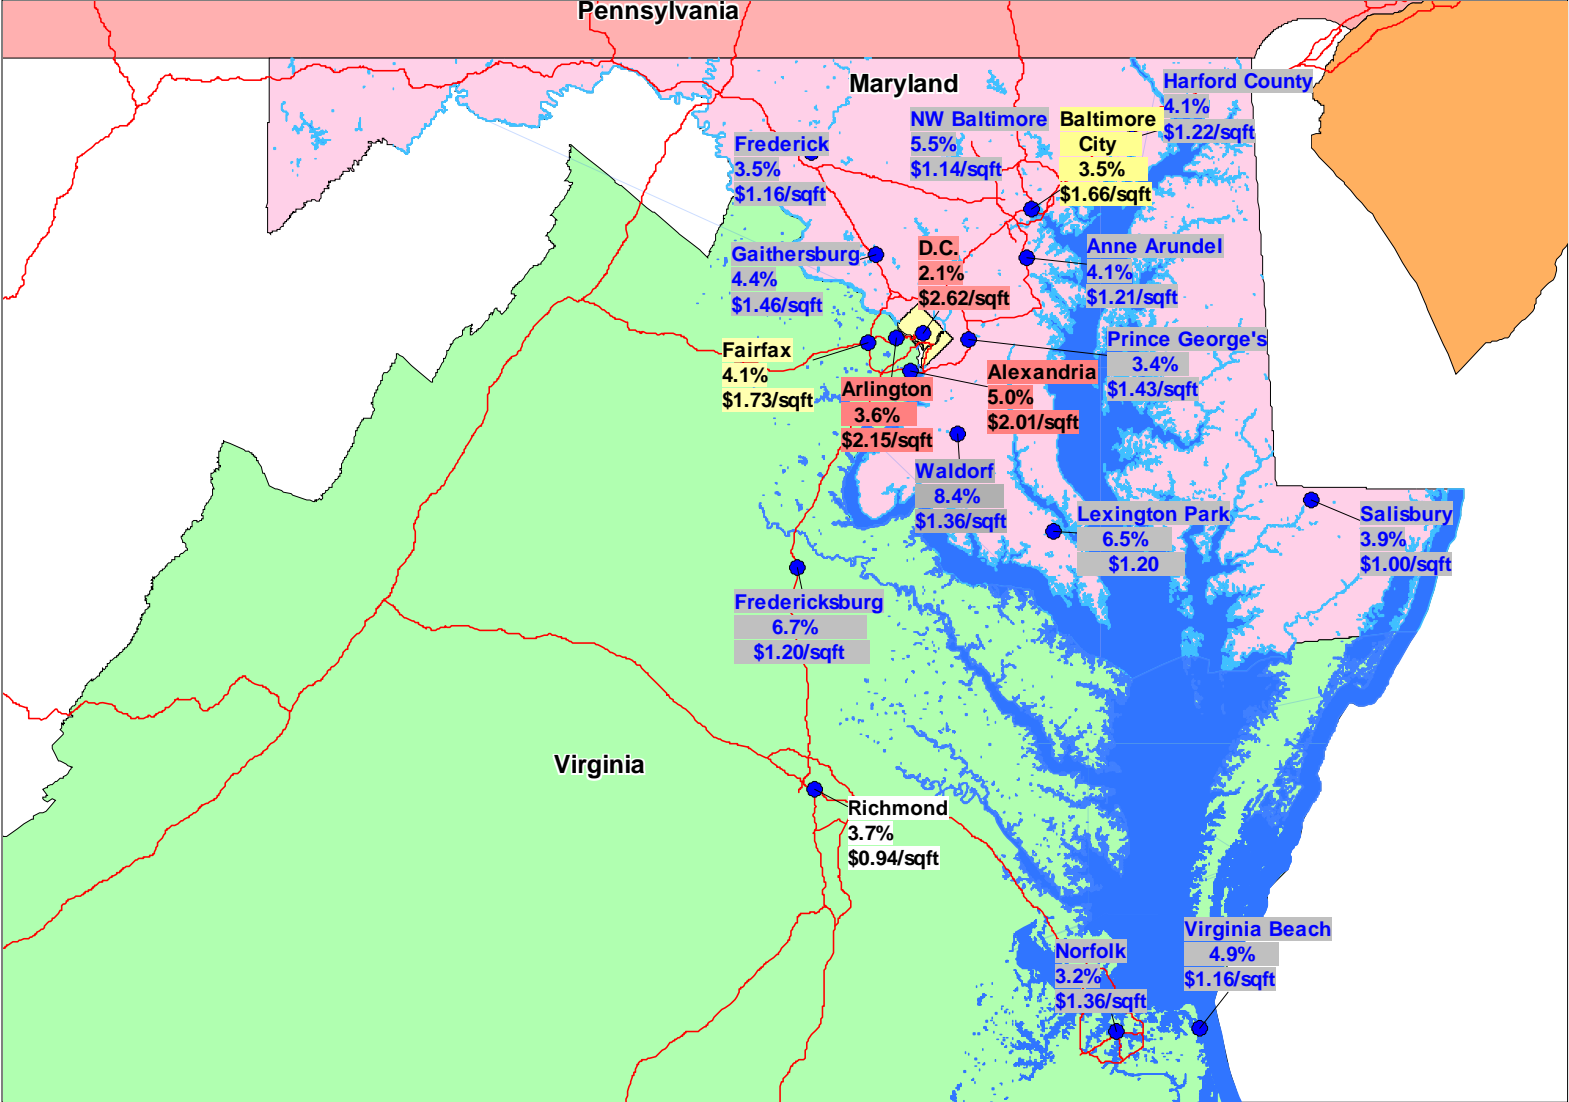 Pennsylvania
Maryland
Harford County
4.1%
$1.22/sqft
NW Baltimore
5.5%
$1.14/sqft
Baltimore
City
3.5%
$1.66/sqft
Frederick
3.5%
$1.16/sqft
Gaithersburg
4.4%
$1.46/sqft
D.C.
2.1%
$2.62/sqft
Anne Arundel
4.1%
$1.21/sqft
Fairfax
4.1%
$1.73/sqft
Arlington
3.6%
$2.15/sqft
Alexandria
5.0%
$2.01/sqft
Prince George's
3.4%
$1.43/sqft
Waldorf
8.4%
$1.36/sqft
Lexington Park
6.5%
$1.20
Salisbury
3.9%
$1.00/sqft
Fredericksburg
6.7%
$1.20/sqft
Virginia
Richmond
3.7%
$0.94/sqft
Norfolk
3.2%
$1.36/sqft
Virginia Beach
4.9%
$1.16/sqft